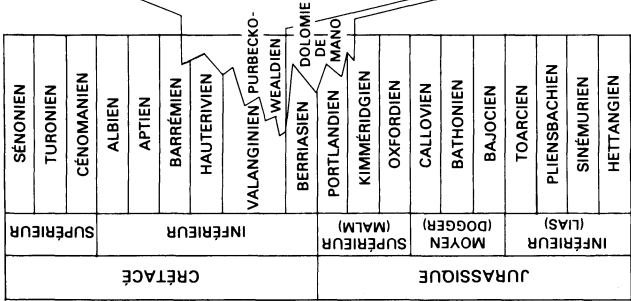 PURBECKO-
WEALDIEN
DOLOMIE
DE
MANO
SÉNONIEN
TURONIEN
CÉNOMANIEN
ALBIEN
APTIEN
BARRÉMIEN
HAUTERIVIEN
VALANGINIEN
BERRIASIEN
PORTLANDIEN
KIMMÉRIDGIEN
OXFORDIEN
CALLOVIEN
BATHONIEN
BAJOCIEN
TOARCIEN
PLIENSBACHIEN
SINÉMURIEN
HETTANGIEN
SUPÉRIEUR
INFÉRIEUR
SUPÉRIEUR
(MALM)
MOYEN
(DOGGER)
INFÉRIEUR
(LIAS)
CRÉTACÉ
JURASSIQUE